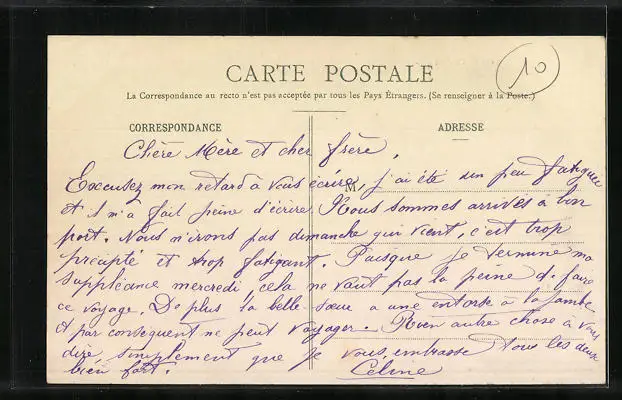 10
CARTE POSTALE
La Correspondance au recto n'est pas acceptée par tous les Pays Étrangers. (Se renseigner à la Poste.)
CORRESPONDANCE
ADRESSE
M
Chère Mère et cher frère,
Excusez mon retard à vous écrire, j'ai été un peu fatiguée
et il m'a fait peine d'écrire. Nous sommes arrivés à bon
port. Nous n'irons pas dimanche qui vient, c'est trop
précipité et trop fatigant. Puisque je termine ma
suppléance mercredi, cela ne vaut pas la peine de faire
ce voyage. De plus la belle-sœur a une entorse à la jambe
et par conséquent ne peut voyager. Rien autre chose à vous
dire, simplement que je vous embrasse tous les deux
bien fort. Céline